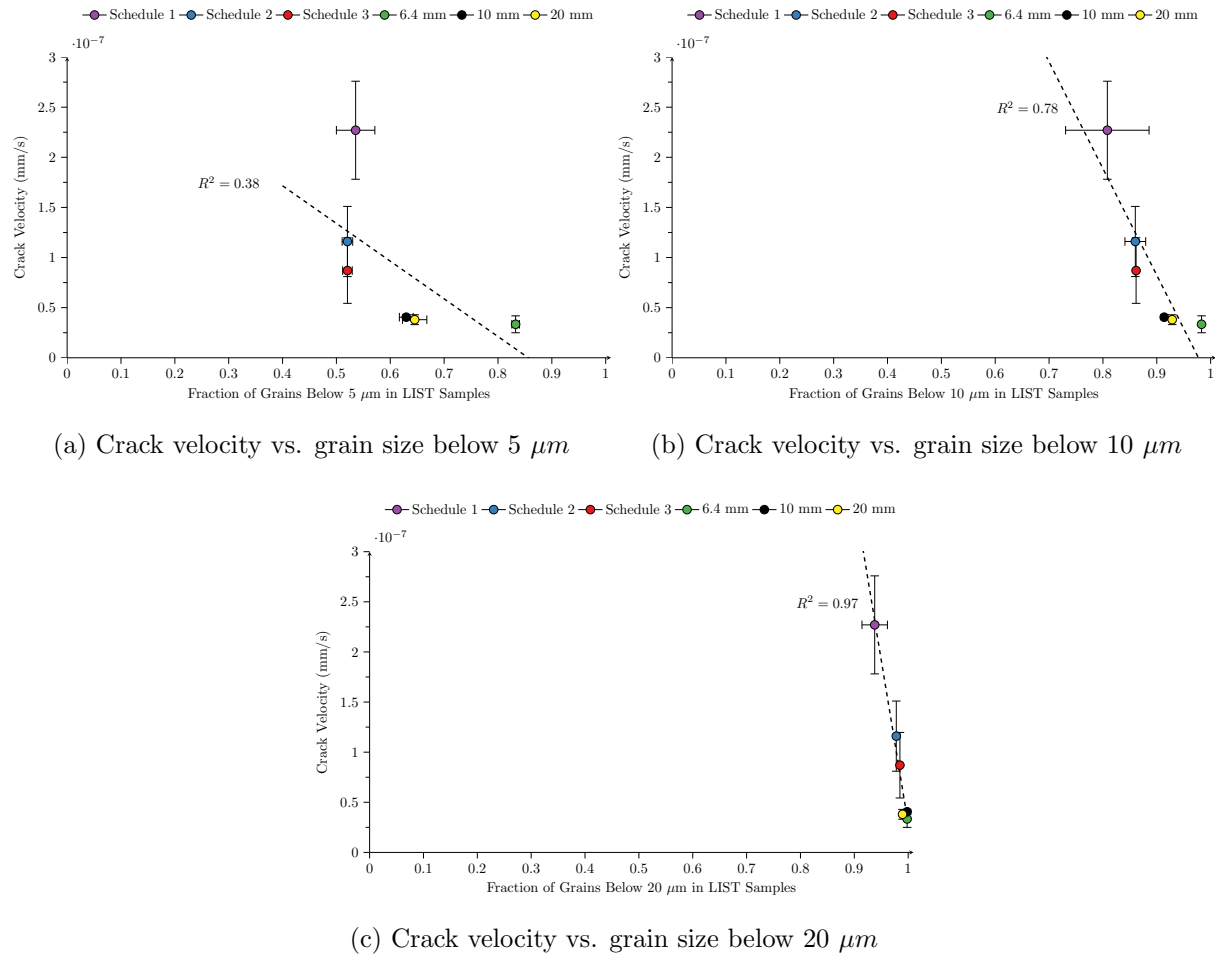 Schedule 1 Schedule 2 Schedule 3 6.4 mm 10 mm 20 mm
·10⁻⁷
3
2.5
2
1.5
1
0.5
0
Crack Velocity (mm/s)
R² = 0.38
0 0.1 0.2 0.3 0.4 0.5 0.6 0.7 0.8 0.9 1
Fraction of Grains Below 5 μm in LIST Samples
(a) Crack velocity vs. grain size below 5 μm
Schedule 1 Schedule 2 Schedule 3 6.4 mm 10 mm 20 mm
·10⁻⁷
3
2.5
2
1.5
1
0.5
0
Crack Velocity (mm/s)
R² = 0.78
0 0.1 0.2 0.3 0.4 0.5 0.6 0.7 0.8 0.9 1
Fraction of Grains Below 10 μm in LIST Samples
(b) Crack velocity vs. grain size below 10 μm
Schedule 1 Schedule 2 Schedule 3 6.4 mm 10 mm 20 mm
·10⁻⁷
3
2.5
2
1.5
1
0.5
0
Crack Velocity (mm/s)
R² = 0.97
0 0.1 0.2 0.3 0.4 0.5 0.6 0.7 0.8 0.9 1
Fraction of Grains Below 20 μm in LIST Samples
(c) Crack velocity vs. grain size below 20 μm